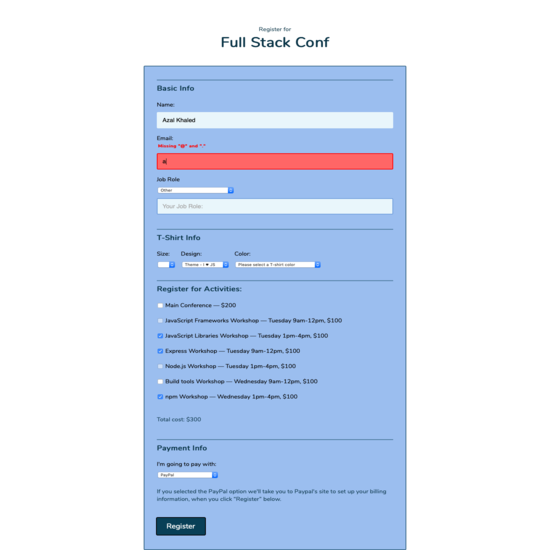 Register for
Full Stack Conf
Basic Info
Name:
Azal Khaled
Email:
Missing "@" and "."
a
Job Role
Other
Your Job Role:
T-Shirt Info
Size: Design: Color:
Theme - I ♥ JS Please select a T-shirt color
Register for Activities:
Main Conference — $200
JavaScript Frameworks Workshop — Tuesday 9am-12pm, $100
JavaScript Libraries Workshop — Tuesday 1pm-4pm, $100
Express Workshop — Tuesday 9am-12pm, $100
Node.js Workshop — Tuesday 1pm-4pm, $100
Build tools Workshop — Wednesday 9am-12pm, $100
npm Workshop — Wednesday 1pm-4pm, $100
Total cost: $300
Payment Info
I'm going to pay with:
PayPal
If you selected the PayPal option we'll take you to Paypal's site to set up your billing
information, when you click "Register" below.
Register